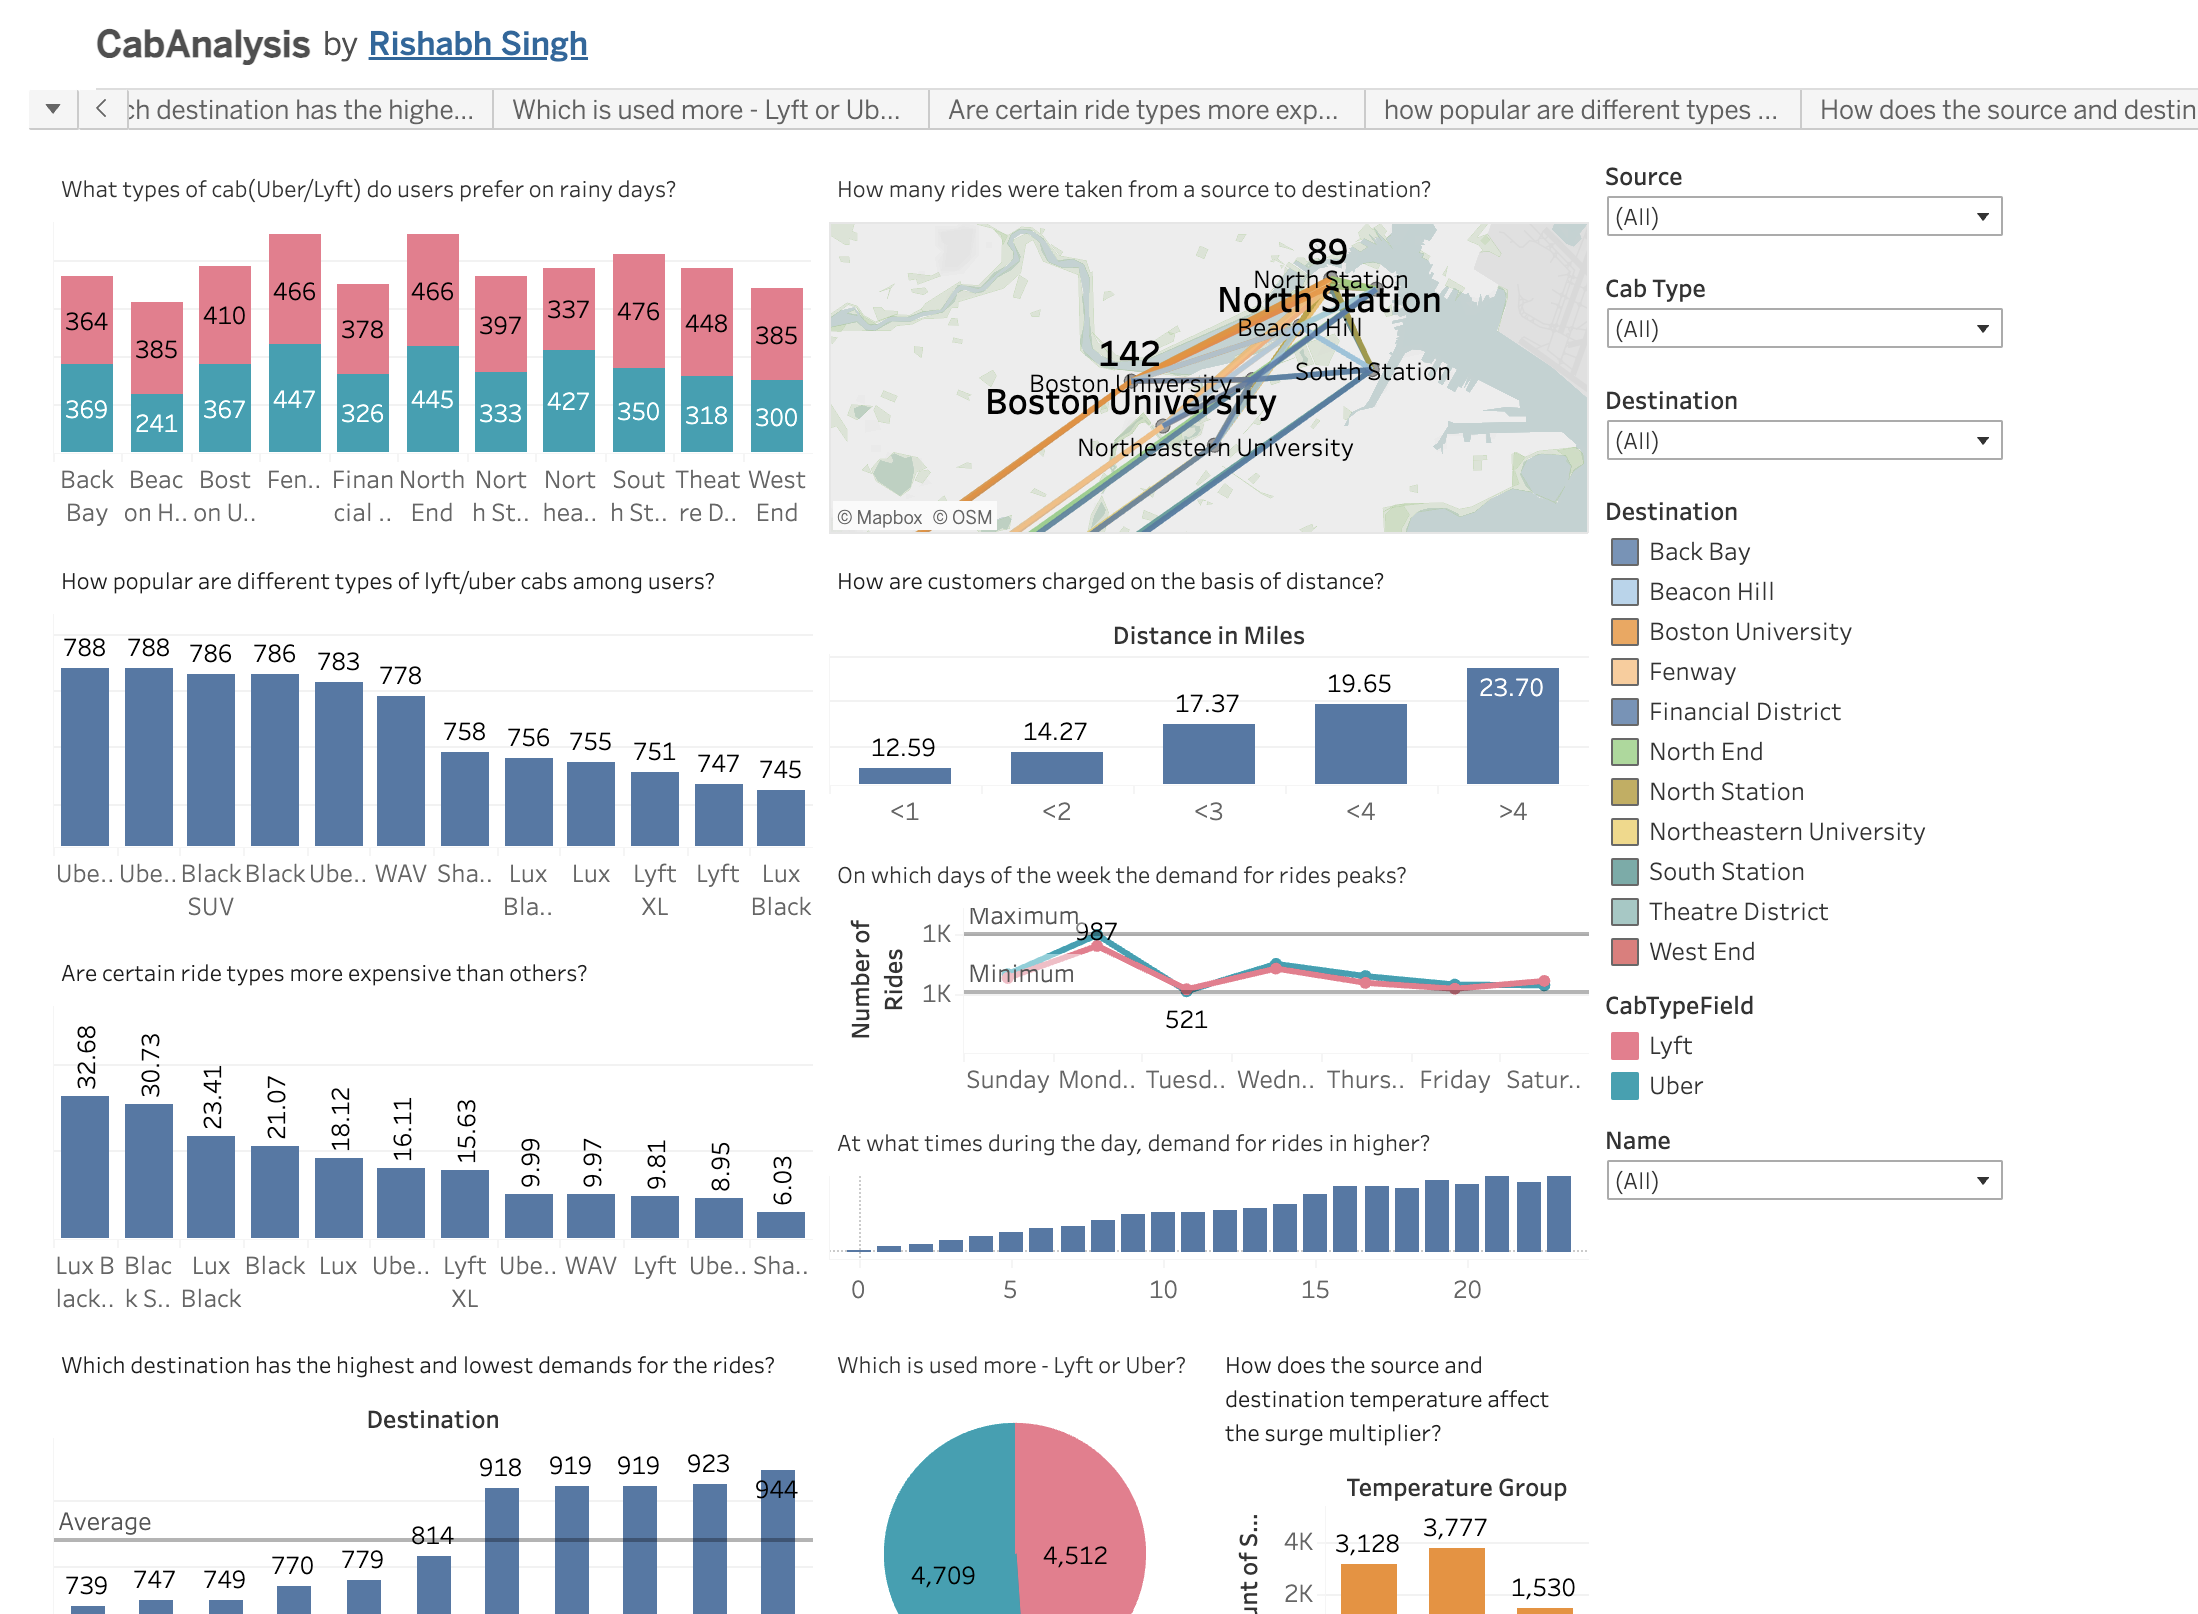 CabAnalysis by Rishabh Singh
ch destination has the highe...
Which is used more - Lyft or Ub...
Are certain ride types more exp...
how popular are different types ...
How does the source and destin
What types of cab(Uber/Lyft) do users prefer on rainy days?
364 385 410 466 378 466 397 337 476 448 385
369 241 367 447 326 445 333 427 350 318 300
Back Beac Bost Fen.. Finan North Nort Nort Sout Theat West
Bay on H.. on U.. cial .. End h St.. hea.. h St.. re D.. End
How many rides were taken from a source to destination?
89
North Station
North Station
Beacon Hill
142
Boston University
South Station
Boston University
Northeastern University
© Mapbox © OSM
How popular are different types of lyft/uber cabs among users?
788 788 786 786 783 778 758 756 755 751 747 745
Ube.. Ube.. Black Black Ube.. WAV Sha.. Lux Lux Lyft Lyft Lux
SUV Bla.. XL Black
How are customers charged on the basis of distance?
Distance in Miles
12.59 14.27 17.37 19.65 23.70
<1 <2 <3 <4 >4
On which days of the week the demand for rides peaks?
Number of
Rides
Maximum
1K
987
Minimum
1K
521
Sunday Mond.. Tuesd.. Wedn.. Thurs.. Friday Satur..
Are certain ride types more expensive than others?
32.68 30.73 23.41 21.07 18.12 16.11 15.63 9.99 9.97 9.81 8.95 6.03
Lux B Blac Lux Black Lux Ube.. Lyft Ube.. WAV Lyft Ube.. Sha..
lack.. k S.. Black XL
At what times during the day, demand for rides in higher?
0 5 10 15 20
Which destination has the highest and lowest demands for the rides?
Destination
Average
739 747 749 770 779 814 918 919 919 923 944
Which is used more - Lyft or Uber?
4,709 4,512
How does the source and
destination temperature affect
the surge multiplier?
Temperature Group
unt of S...
4K
2K
3,128 3,777 1,530
Source
(All)
Cab Type
(All)
Destination
(All)
Destination
Back Bay
Beacon Hill
Boston University
Fenway
Financial District
North End
North Station
Northeastern University
South Station
Theatre District
West End
CabTypeField
Lyft
Uber
Name
(All)